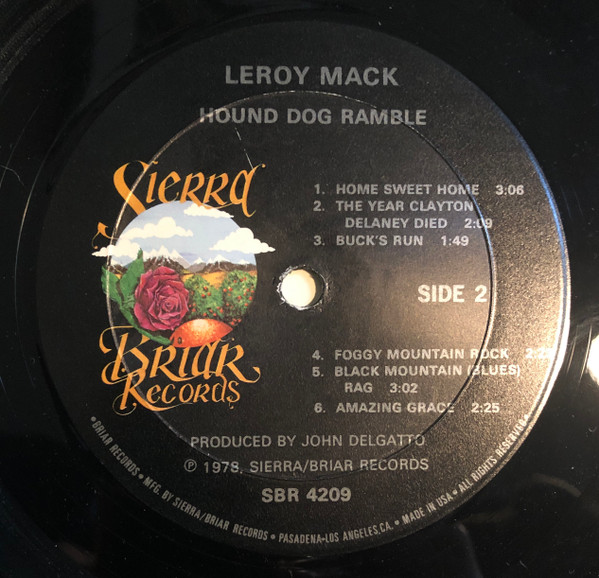 LEROY MACK
HOUND DOG RAMBLE
SIERRA
BRIAR
RECORDS
1. HOME SWEET HOME 3:06
2. THE YEAR CLAYTON
DELANEY DIED 2:09
3. BUCK'S RUN 1:49
SIDE 2
4. FOGGY MOUNTAIN ROCK
5. BLACK MOUNTAIN (BLUES)
RAG 3:02
6. AMAZING GRACE 2:25
PRODUCED BY JOHN DELGATTO
℗ 1978, SIERRA/BRIAR RECORDS
SBR 4209
•BRIAR RECORDS•MFG. BY SIERRA/BRIAR RECORDS • PASADENA-LOS ANGELES, CA. • MADE IN USA • ALL RIGHTS RESERVED•